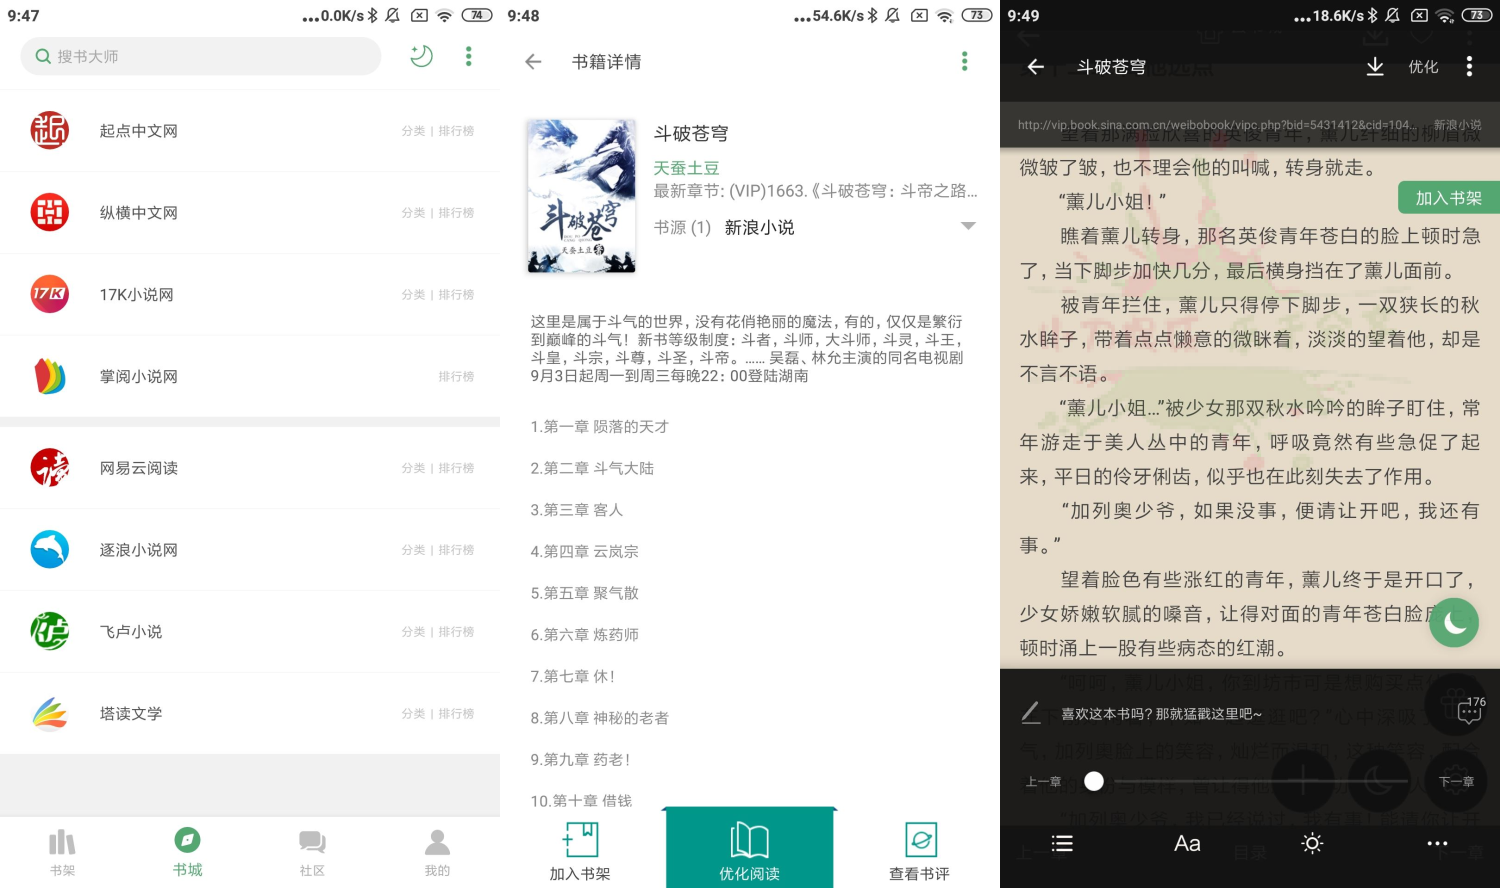 9:47
...0.0K/s
74
搜书大师
起点中文网
分类 | 排行榜
纵横中文网
分类 | 排行榜
17K
17K小说网
分类 | 排行榜
掌阅小说网
排行榜
网易云阅读
分类 | 排行榜
逐浪小说网
分类 | 排行榜
飞卢小说
分类 | 排行榜
塔读文学
分类 | 排行榜
书架
书城
社区
我的
9:48
...54.6K/s
73
书籍详情
斗破苍穹
天蚕土豆
斗破苍穹
天蚕土豆
最新章节: (VIP)1663.《斗破苍穹：斗帝之路...
书源 (1) 新浪小说
这里是属于斗气的世界，没有花俏艳丽的魔法，有的，仅仅是繁衍
到巅峰的斗气！新书等级制度：斗者，斗师，大斗师，斗灵，斗王，
斗皇，斗宗，斗尊，斗圣，斗帝。...... 吴磊、林允主演的同名电视剧
9月3日起周一到周三每晚22：00登陆湖南
1.第一章 陨落的天才
2.第二章 斗气大陆
3.第三章 客人
4.第四章 云岚宗
5.第五章 聚气散
6.第六章 炼药师
7.第七章 休！
8.第八章 神秘的老者
9.第九章 药老！
10.第十章 借钱
加入书架
优化阅读
查看书评
9:49
...18.6K/s
73
斗破苍穹
优化
http://vip.book.sina.com.cn/weibobook/vipc.php?bid=5431412&cid=104..
新浪小说
望着那满脸欣喜的英俊青年，薰儿纤细的柳眉微
微皱了皱，也不理会他的叫喊，转身就走。
加入书架
“薰儿小姐！”
瞧着薰儿转身，那名英俊青年苍白的脸上顿时急
了，当下脚步加快几分，最后横身挡在了薰儿面前。
被青年拦住，薰儿只得停下脚步，一双狭长的秋
水眸子，带着点点懒意的微眯着，淡淡的望着他，却是
不言不语。
“薰儿小姐…”被少女那双秋水吟吟的眸子盯住，常
年游走于美人丛中的青年，呼吸竟然有些急促了起
来，平日的伶牙俐齿，似乎也在此刻失去了作用。
“加列奥少爷，如果没事，便请让开吧，我还有
事。”
望着脸色有些涨红的青年，薰儿终于是开口了，
少女娇嫩软腻的嗓音，让得对面的青年苍白脸庞上，
顿时涌上一股有些病态的红潮。
喜欢这本书吗？那就猛戳这里吧~
176
上一章
下一章
Aa